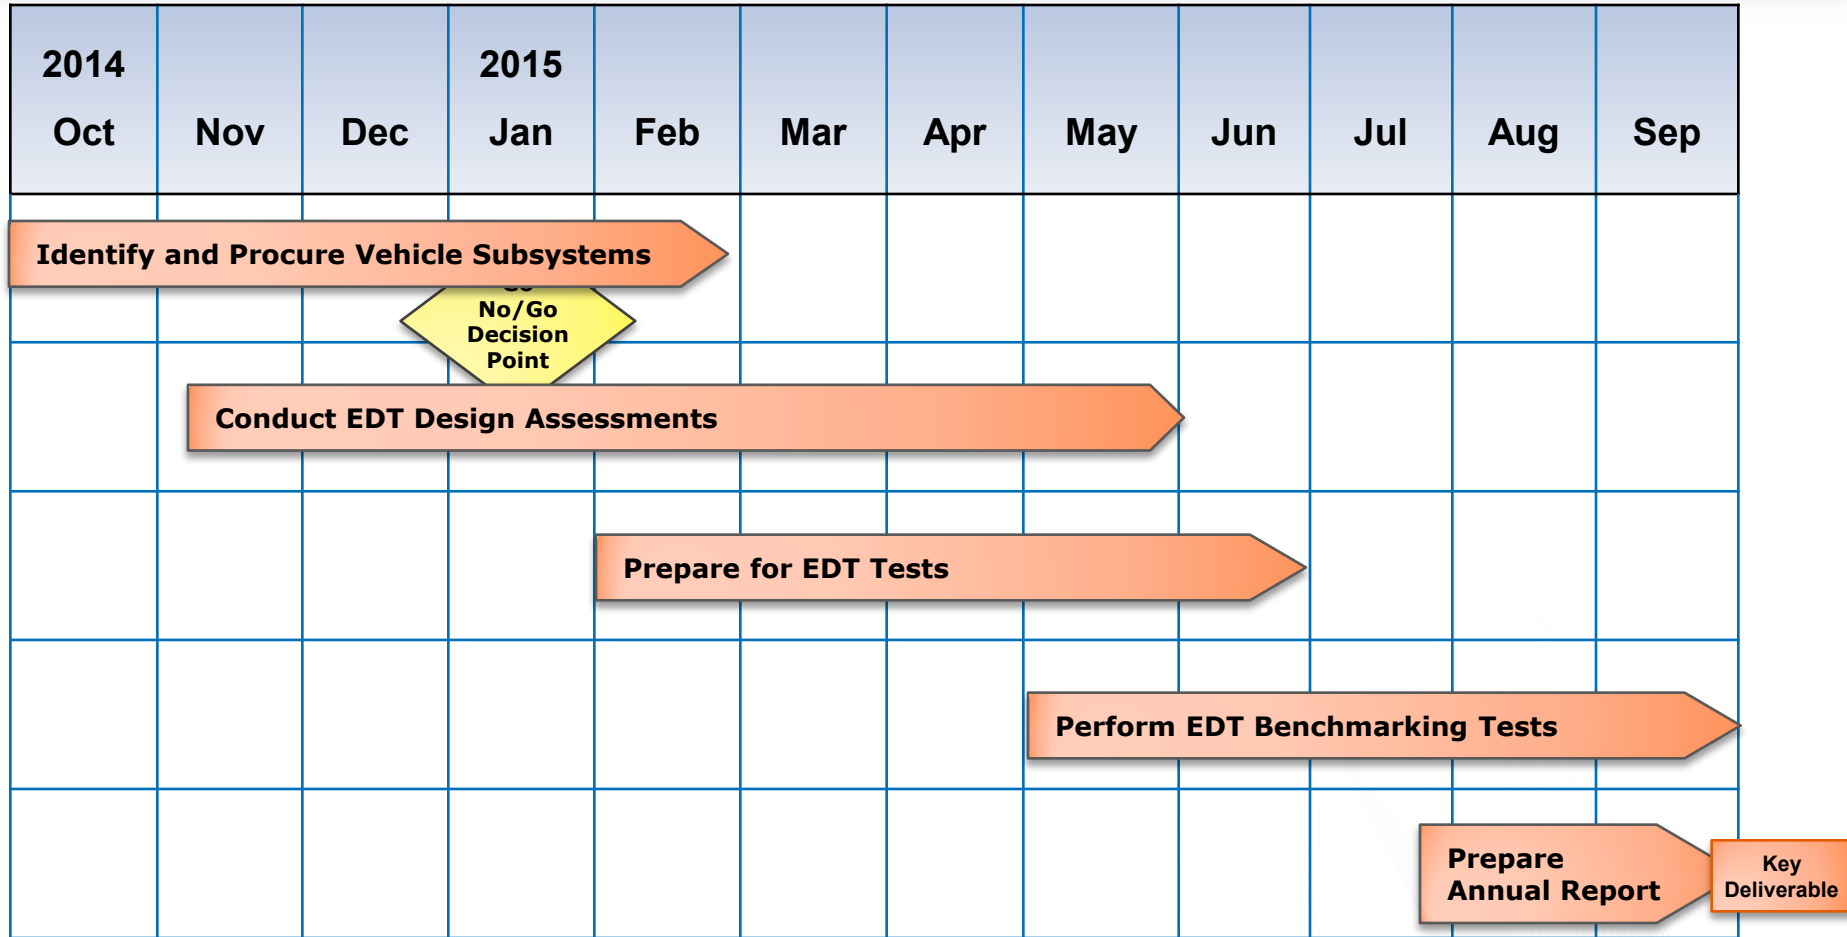 2014
2015
Oct
Nov
Dec
Jan
Feb
Mar
Apr
May
Jun
Jul
Aug
Sep
Identify and Procure Vehicle Subsystems
Go
No/Go
Decision
Point
Conduct EDT Design Assessments
Prepare for EDT Tests
Perform EDT Benchmarking Tests
Prepare
Annual Report
Key
Deliverable